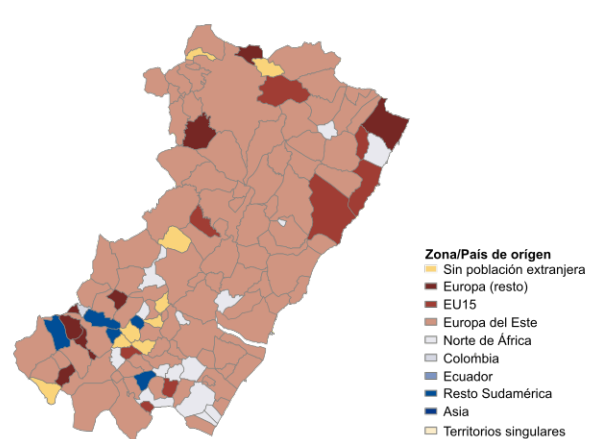 Zona/País de orígen
Sin población extranjera
Europa (resto)
EU15
Europa del Este
Norte de África
Colombia
Ecuador
Resto Sudamérica
Asia
Territorios singulares